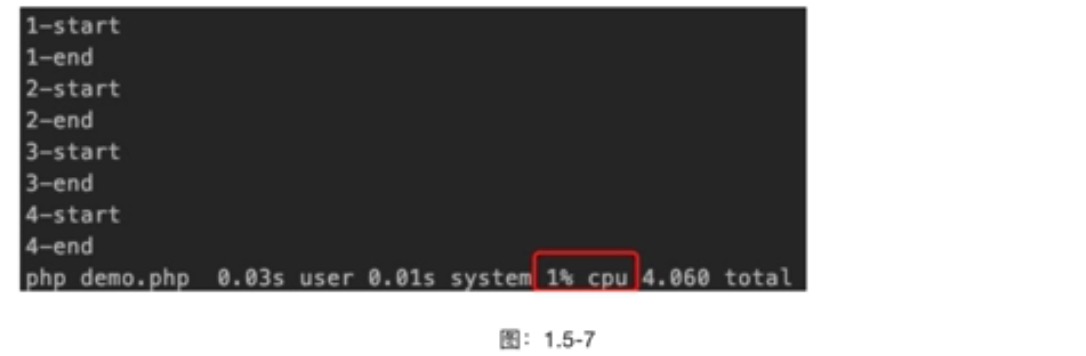 1-start
1-end
2-start
2-end
3-start
3-end
4-start
4-end
php demo.php  0.03s user 0.01s system 1% cpu 4.060 total
图：1.5-7